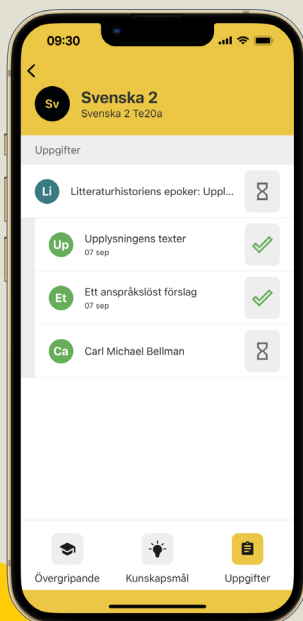 09:30
Sv
Svenska 2
Svenska 2 Te20a
Uppgifter
Li
Litteraturhistoriens epoker: Uppl...
Up
Upplysningens texter
07 sep
Et
Ett anspråkslöst förslag
07 sep
Ca
Carl Michael Bellman
Övergripande
Kunskapsmål
Uppgifter